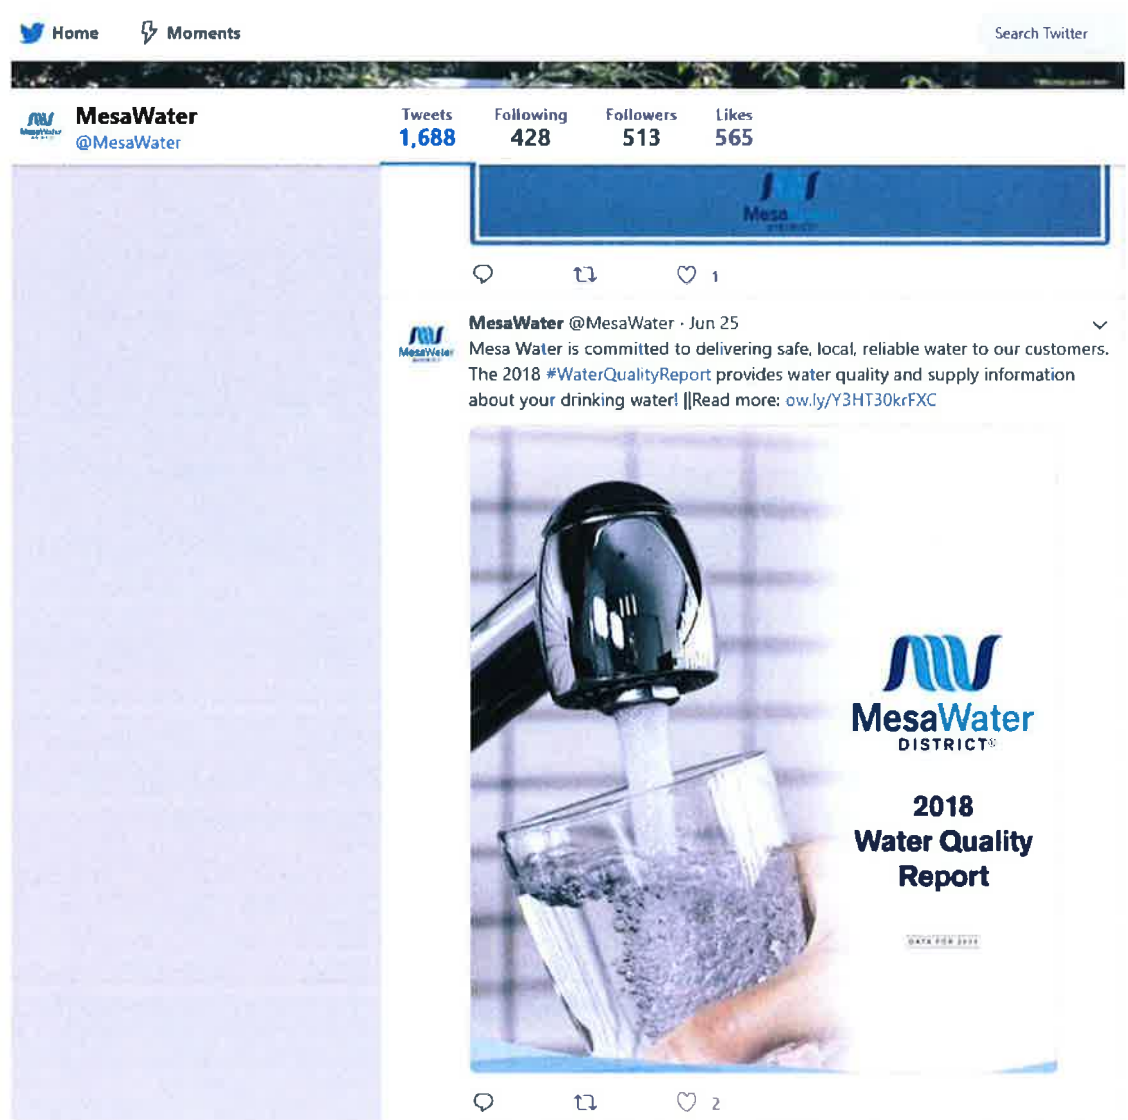 Home Moments Search Twitter
MesaWater
@MesaWater
Tweets Following Followers Likes
1,688 428 513 565
Mesa
1
MesaWater @MesaWater · Jun 25
Mesa Water is committed to delivering safe, local, reliable water to our customers.
The 2018 #WaterQualityReport provides water quality and supply information
about your drinking water! ||Read more: ow.ly/Y3HT30krFXC
MesaWater
MesaWater
DISTRICT®
2018
Water Quality
Report
2